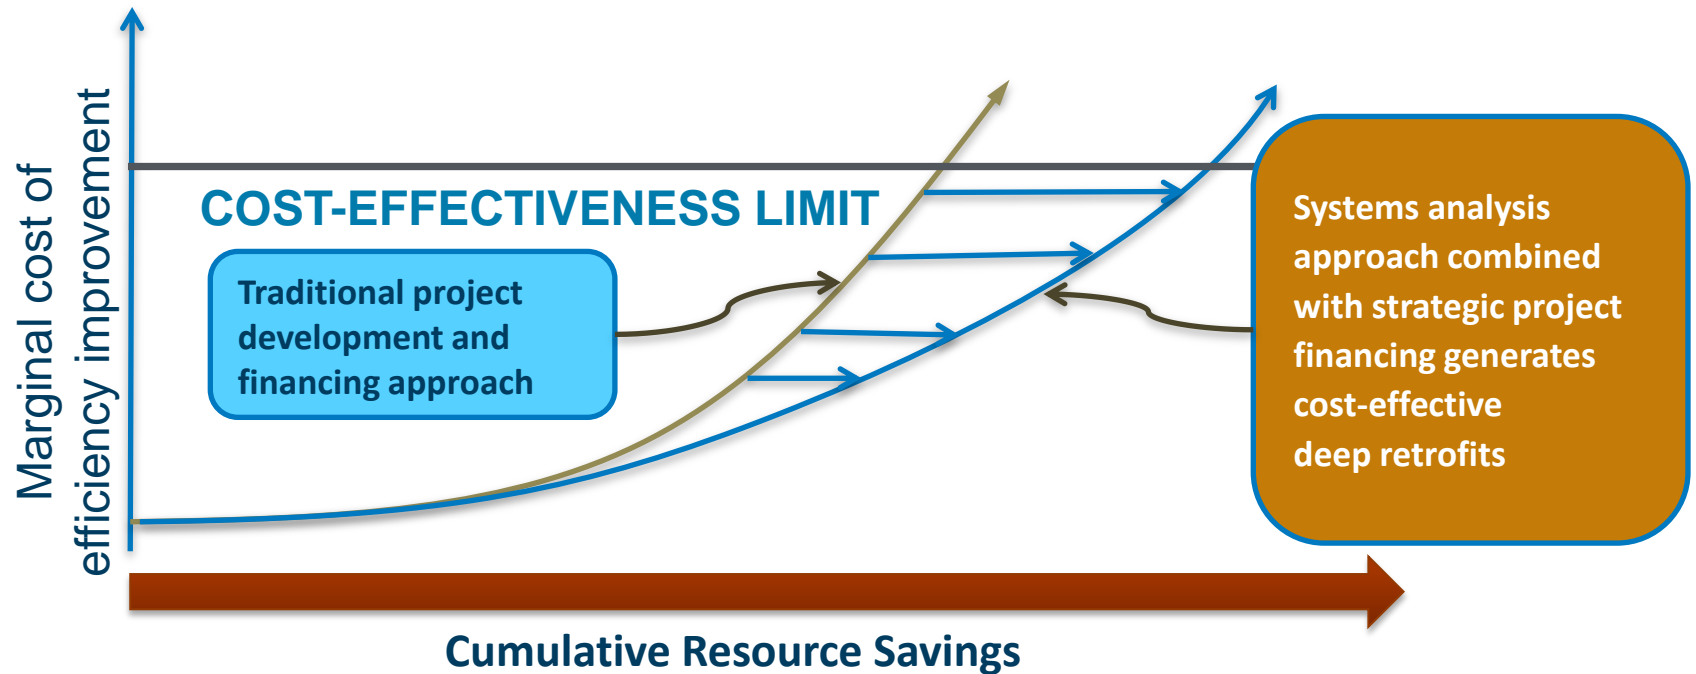 Marginal cost of
efficiency improvement
COST-EFFECTIVENESS LIMIT
Traditional project
development and
financing approach
Systems analysis
approach combined
with strategic project
financing generates
cost-effective
deep retrofits
Cumulative Resource Savings